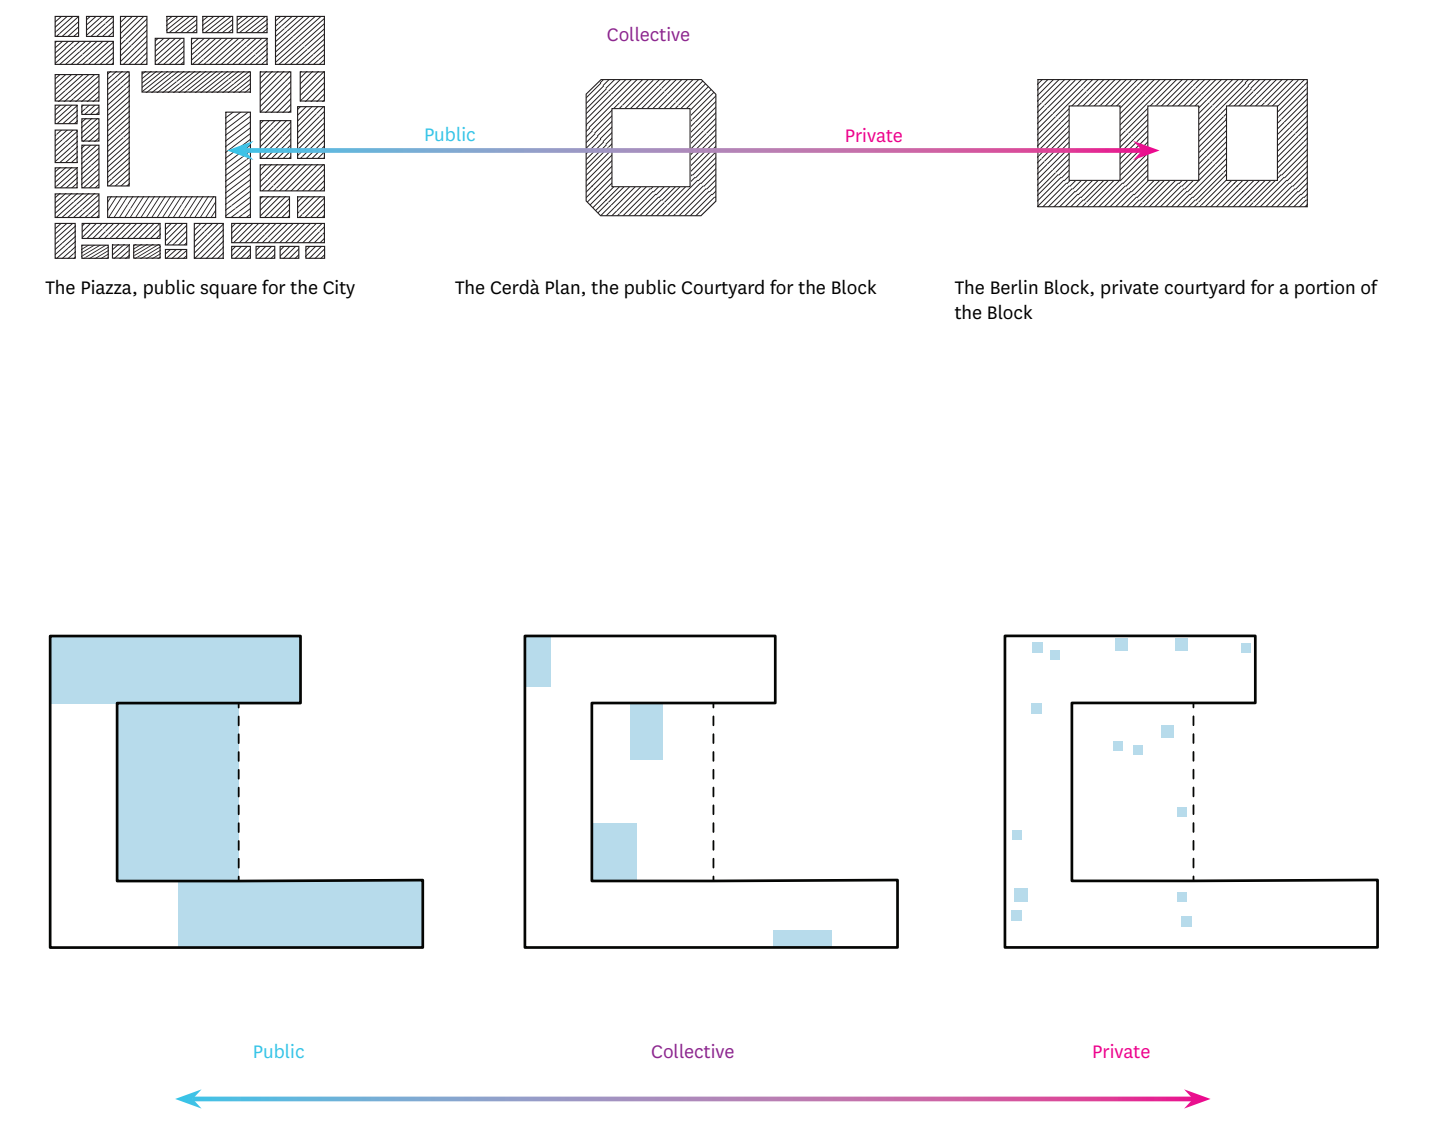 Collective
Public
Private
The Piazza, public square for the City
The Cerdà Plan, the public Courtyard for the Block
The Berlin Block, private courtyard for a portion of
the Block
Public
Collective
Private